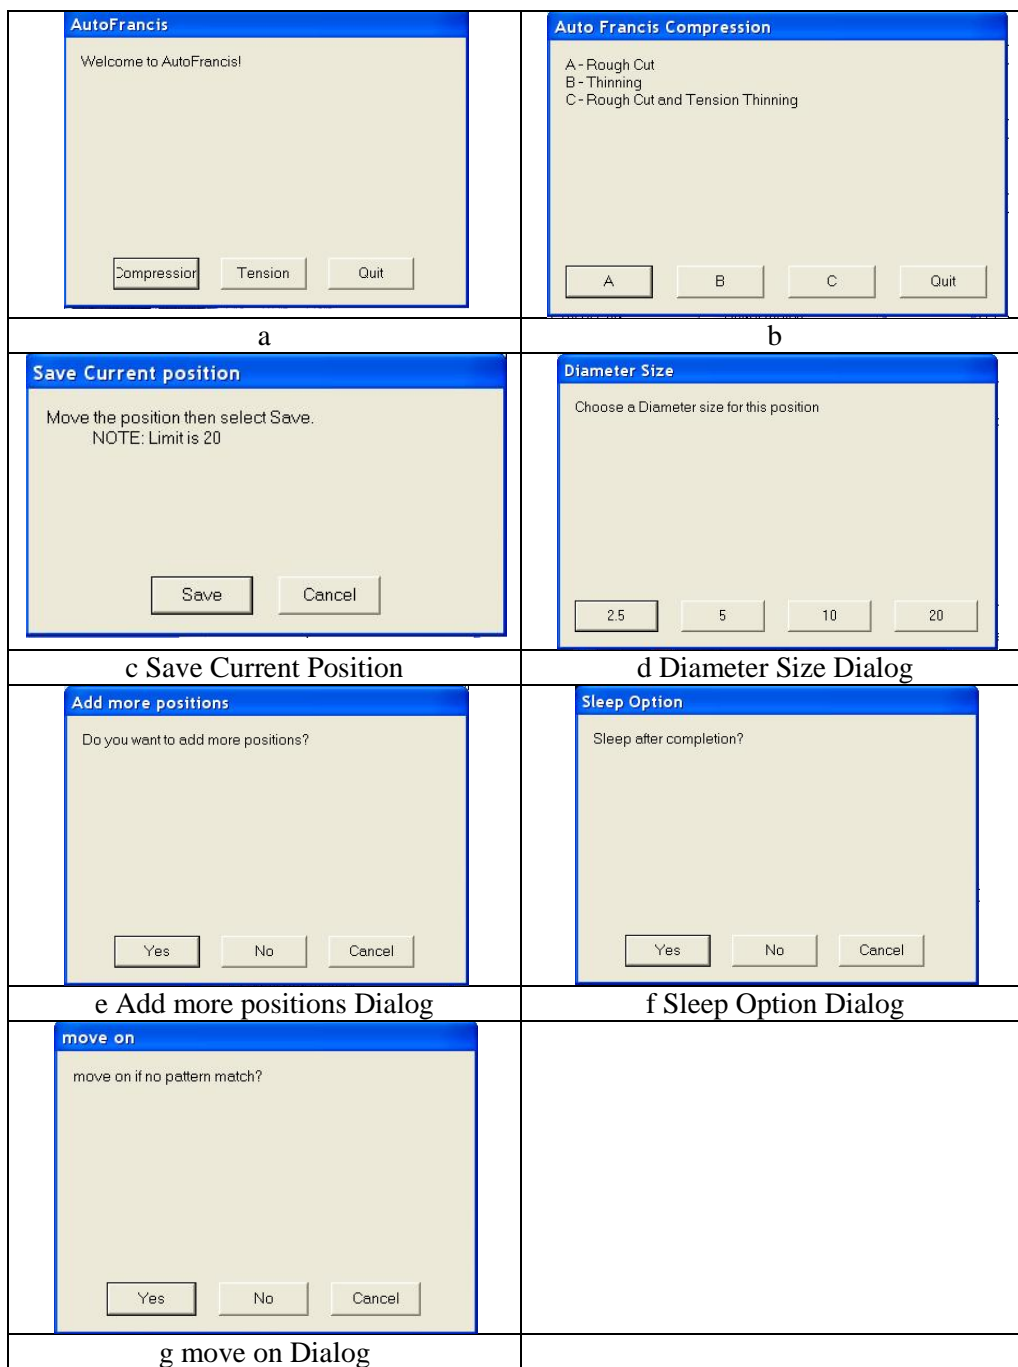 AutoFrancis
Welcome to AutoFrancis!
Compression
Tension
Quit
a
Auto Francis Compression
A - Rough Cut
B - Thinning
C - Rough Cut and Tension Thinning
A
B
C
Quit
b
Save Current position
Move the position then select Save.
NOTE: Limit is 20
Save
Cancel
c Save Current Position
Diameter Size
Choose a Diameter size for this position
2.5
5
10
20
d Diameter Size Dialog
Add more positions
Do you want to add more positions?
Yes
No
Cancel
e Add more positions Dialog
Sleep Option
Sleep after completion?
Yes
No
Cancel
f Sleep Option Dialog
move on
move on if no pattern match?
Yes
No
Cancel
g move on Dialog